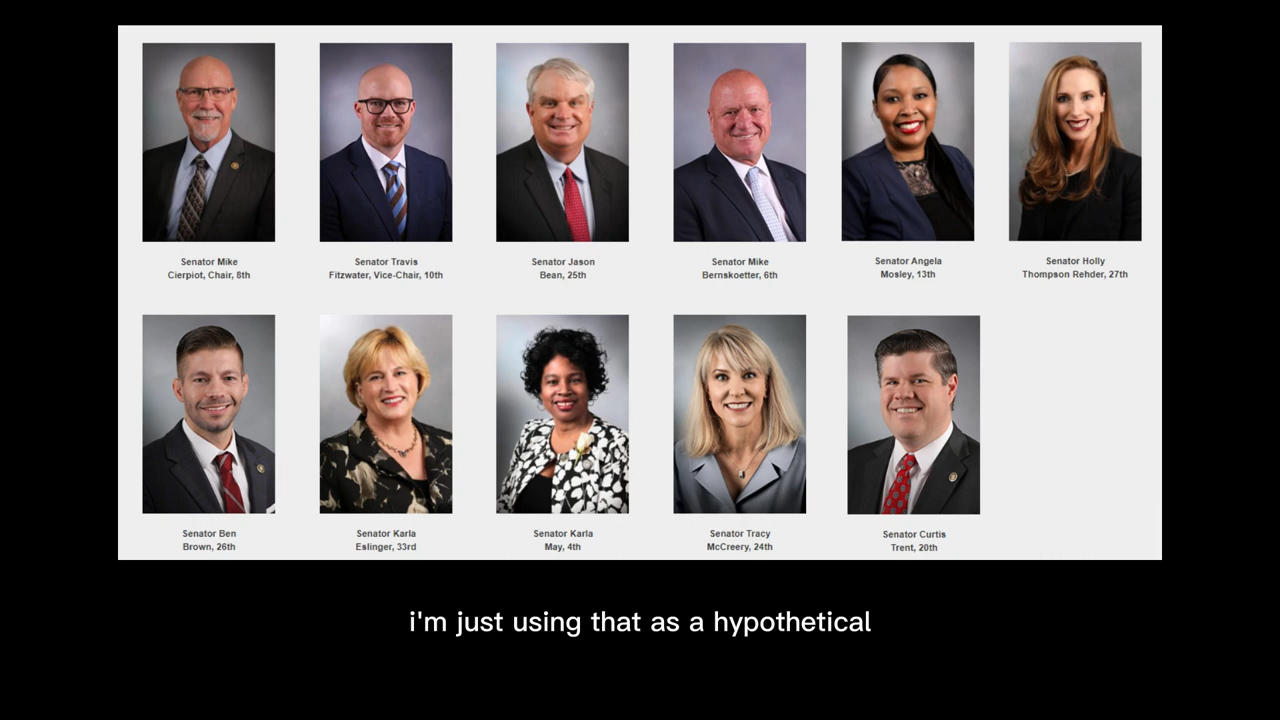 Senator Mike
Cierpiot, Chair, 8th
Senator Travis
Fitzwater, Vice-Chair, 10th
Senator Jason
Bean, 25th
Senator Mike
Bernskoetter, 6th
Senator Angela
Mosley, 13th
Senator Holly
Thompson Rehder, 27th
Senator Ben
Brown, 26th
Senator Karla
Eslinger, 33rd
Senator Karla
May, 4th
Senator Tracy
McCreery, 24th
Senator Curtis
Trent, 20th
i'm just using that as a hypothetical